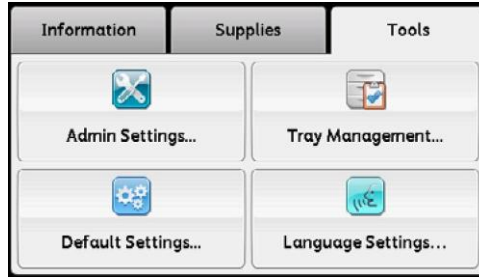 Information
Supplies
Tools
Admin Settings...
Tray Management...
Default Settings...
Language Settings...